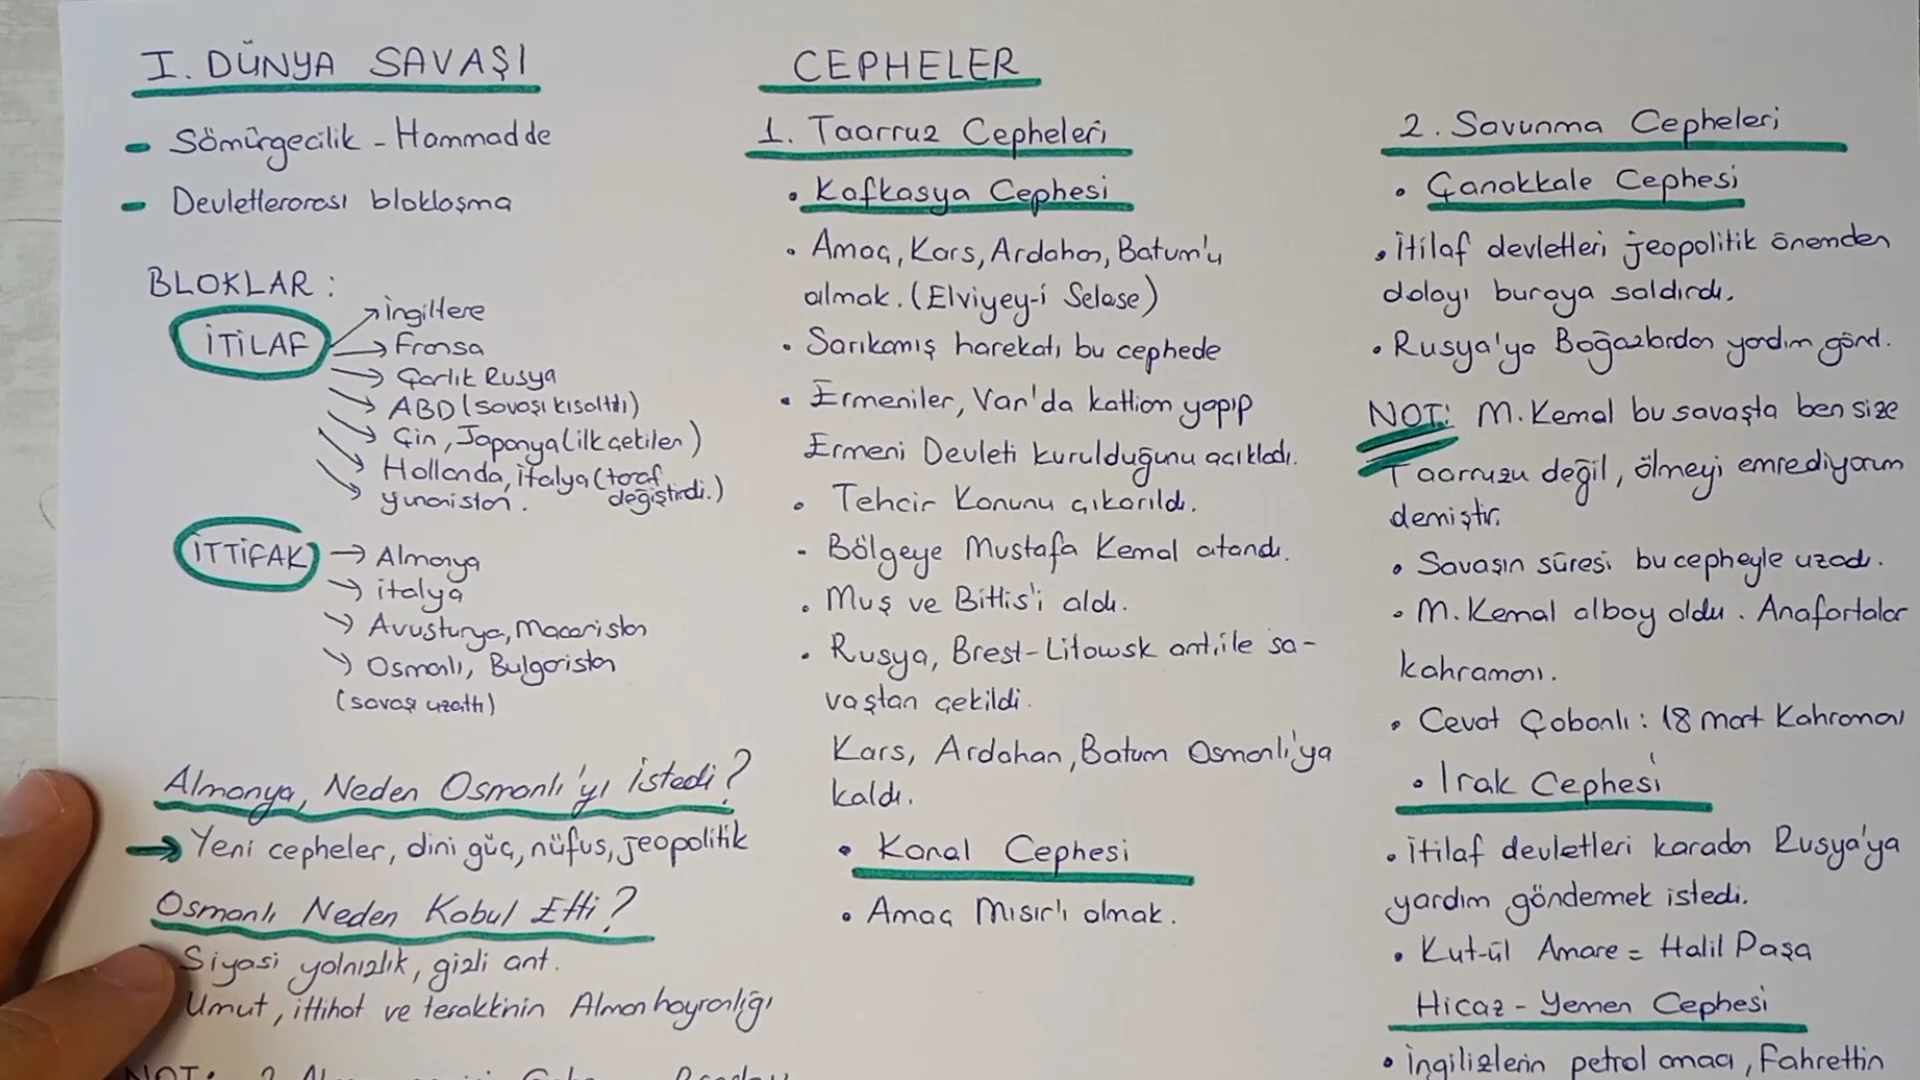 I. DÜNYA SAVAŞI
Sömürgecilik - Hammadde
Devletlerarası bloklaşma
BLOKLAR :
İTİLAF
İngiltere
Fransa
Çarlık Rusya
ABD (savaşı kısalttı)
Çin, Japonya (ilk çekilen)
Hollanda, İtalya (taraf
değiştirdi.)
Yunanistan.
İTTİFAK
Almanya
İtalya
Avusturya, Macaristan
Osmanlı, Bulgaristan
(savaşı uzattı)
Almanya, Neden Osmanlı'yı İstedi?
Yeni cepheler, dini güç, nüfus, jeopolitik
Osmanlı Neden Kabul Etti?
Siyasi yalnızlık, gizli ant.
Umut, ittihat ve terakkinin Alman hayranlığı
NOT: 2 Alman
CEPHELER
1. Taarruz Cepheleri
• Kafkasya Cephesi
• Amaç, Kars, Ardahan, Batum'u
almak. (Elviyey-i Selase)
• Sarıkamış harekatı bu cephede
• Ermeniler, Van'da katliam yapıp
Ermeni Devleti kurulduğunu açıkladı.
• Tehcir Kanunu çıkarıldı.
- Bölgeye Mustafa Kemal atandı.
• Muş ve Bitlis'i aldı.
• Rusya, Brest-Litowsk ant. ile sa-
vaştan çekildi.
Kars, Ardahan, Batum Osmanlı'ya
kaldı.
• Kanal Cephesi
• Amaç Mısır'ı almak.
2. Savunma Cepheleri
• Çanakkale Cephesi
• İtilaf devletleri jeopolitik önemden
dolayı buraya saldırdı.
• Rusya'ya Boğazlardan yardım gönd.
NOT: M. Kemal bu savaşta ben size
Taarruzu değil, ölmeyi emrediyorum
demiştir.
• Savaşın süresi bu cepheyle uzadı.
• M. Kemal albay oldu. Anafartalar
kahramanı.
• Cevat Çobanlı: 18 mart Kahramanı
• Irak Cephesi
• İtilaf devletleri karadan Rusya'ya
yardım göndermek istedi.
• Kut-ül Amare = Halil Paşa
Hicaz - Yemen Cephesi
• İngilizlerin petrol amacı, Fahrettin